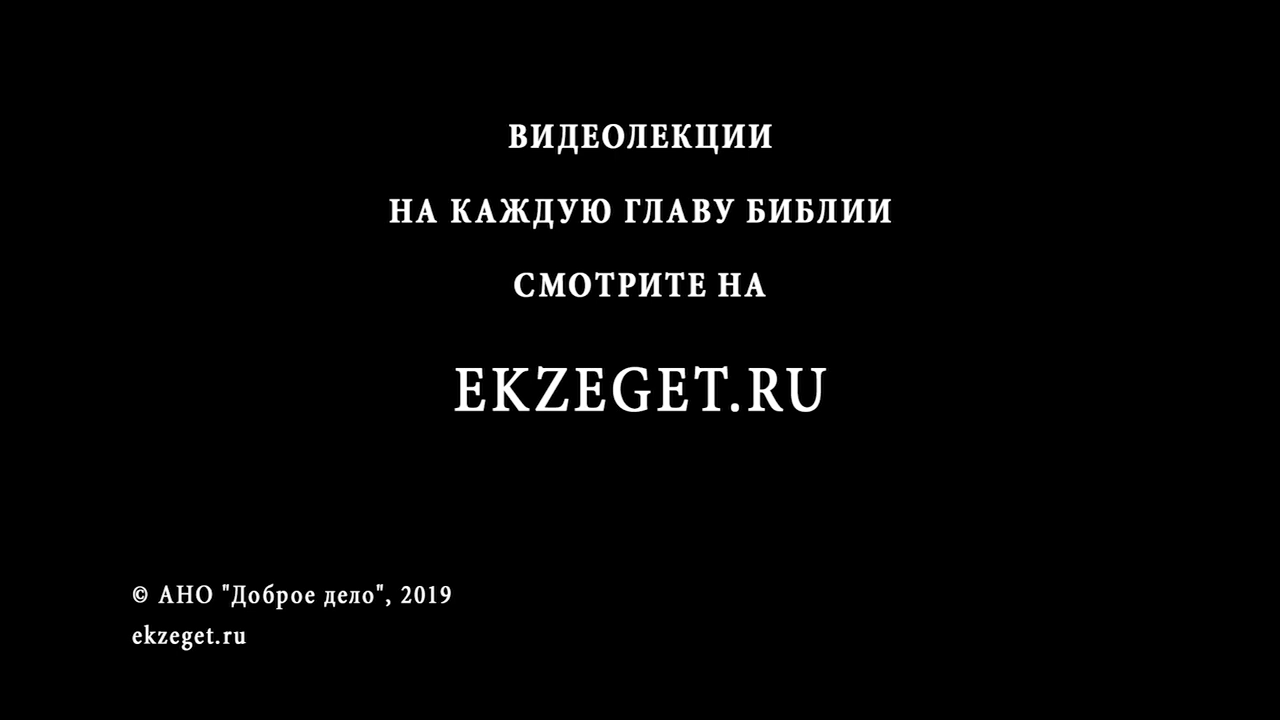 ВИДЕОЛЕКЦИИ
НА КАЖДУЮ ГЛАВУ БИБЛИИ
СМОТРИТЕ НА
EKZEGET.RU
© АНО "Доброе дело", 2019
ekzeget.ru